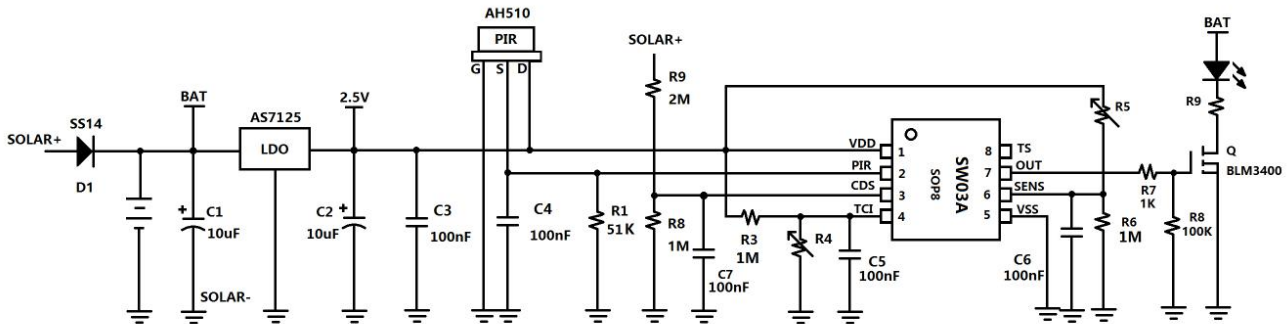 AH510
PIR
G S D
SOLAR+
R9
2M
BAT
R9
SS14
SOLAR+
D1
BAT
AS7125
LDO
2.5V
R5
VDD
PIR
CDS
TCI
1
2
3
4
SW03A
SOP8
8
7
6
5
TS
OUT
SENS
VSS
Q
BLM3400
R7
1K
C1
10uF
C2
10uF
C3
100nF
C4
100nF
R1
51K
R8
1M
C7
100nF
R3
1M
R4
C5
100nF
C6
100nF
R6
1M
R8
100K
SOLAR-